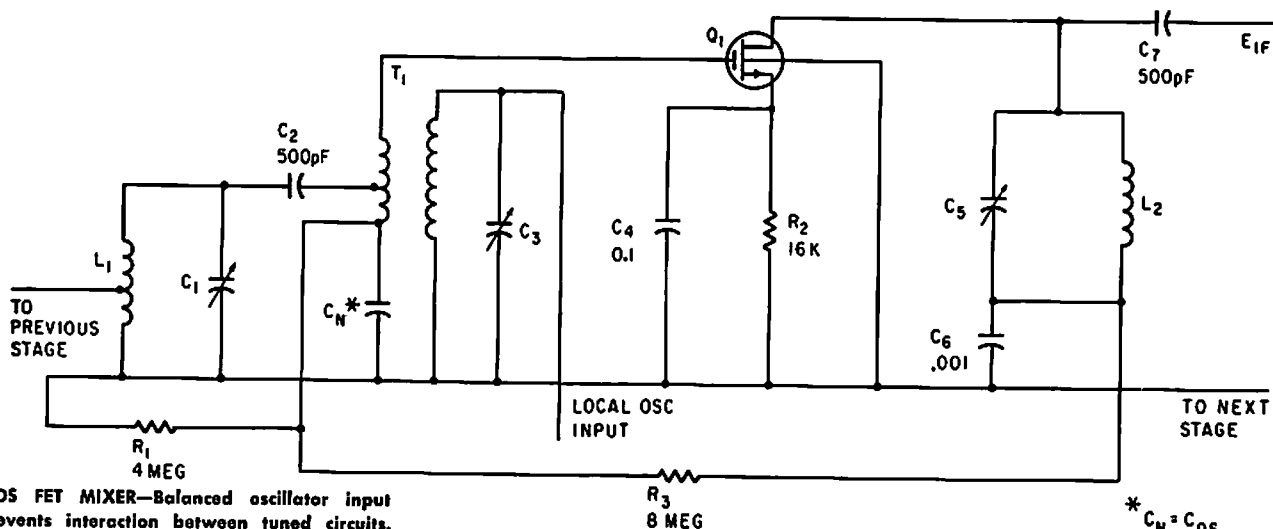 Q1
C7
500pF
EIF
T1
C2
500pF
L1
C1
CN*
C3
C4
0.1
R2
16K
C5
L2
C6
.001
TO
PREVIOUS
STAGE
LOCAL OSC
INPUT
TO NEXT
STAGE
R1
4 MEG
R3
8 MEG
OS FET MIXER—Balanced oscillator input
events interaction between tuned circuits.
*CN = COS